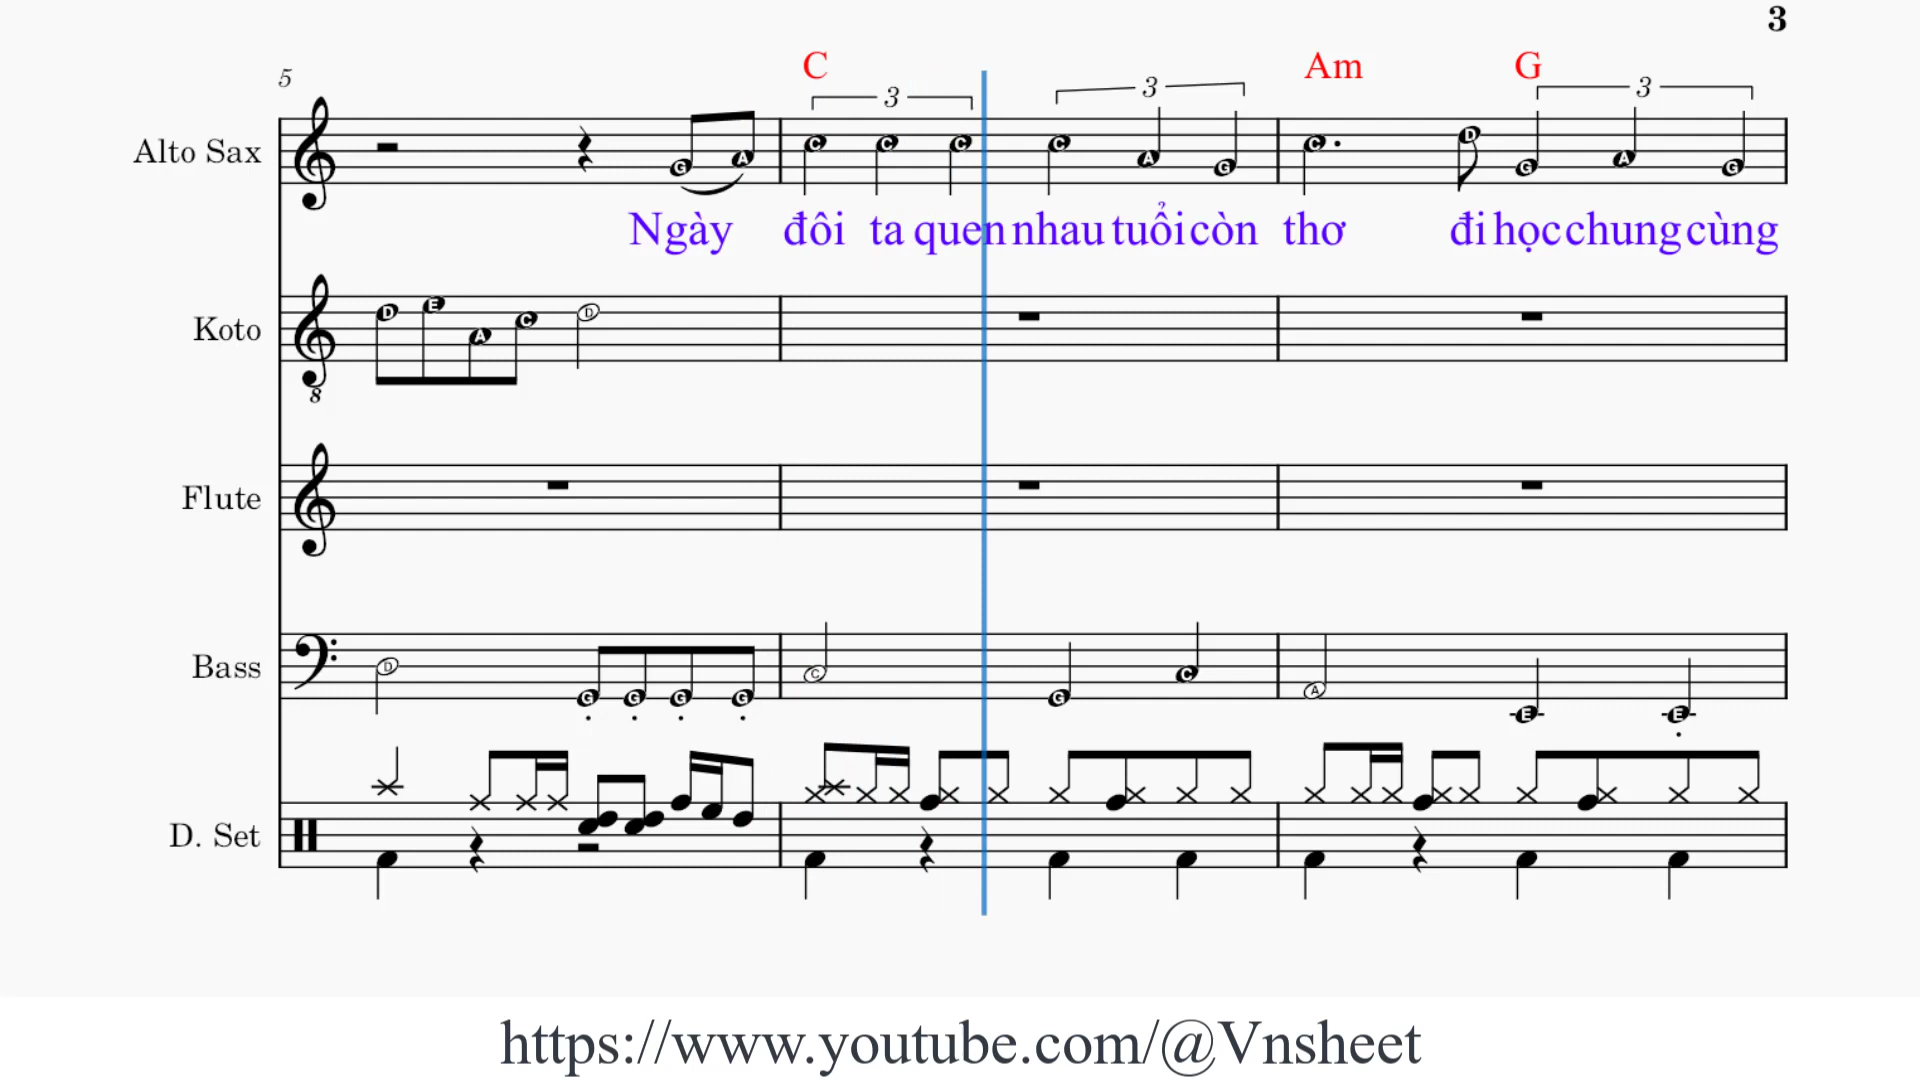 3
5
C Am G
3 3 3
Alto Sax
G A C C C C A G C D G A G
Ngày đôi ta quen nhau tuổi còn thơ đi học chung cùng
Koto
D E A C D
8
Flute
Bass
D G G G G C G C A E E
D. Set
https://www.youtube.com/@Vnsheet